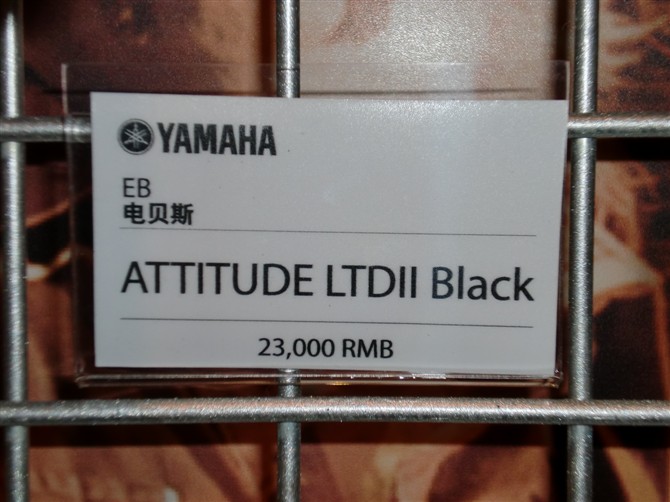 YAMAHA
EB
电贝斯
ATTITUDE LTDII Black
23,000 RMB